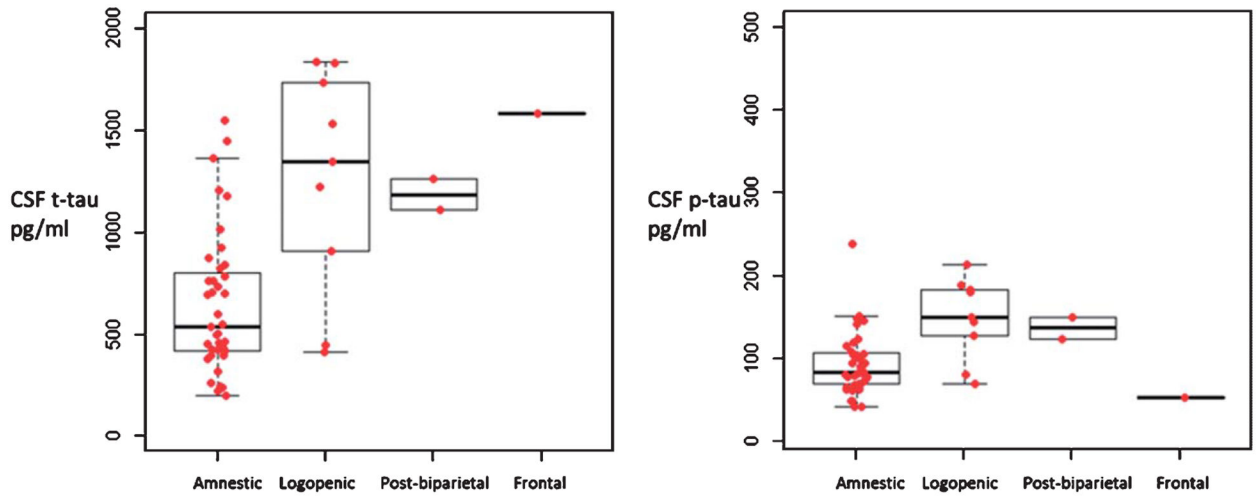 CSF t-tau
pg/ml
2000
1500
1000
500
0
Amnestic Logopenic Post-biparietal Frontal
CSF p-tau
pg/ml
500
400
300
200
100
0
Amnestic Logopenic Post-biparietal Frontal